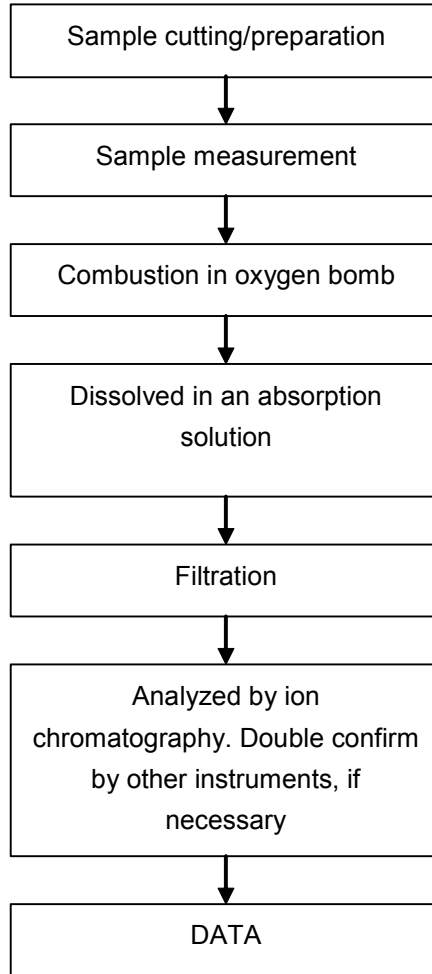 Sample cutting/preparation
Sample measurement
Combustion in oxygen bomb
Dissolved in an absorption
solution
Filtration
Analyzed by ion
chromatography. Double confirm
by other instruments, if
necessary
DATA